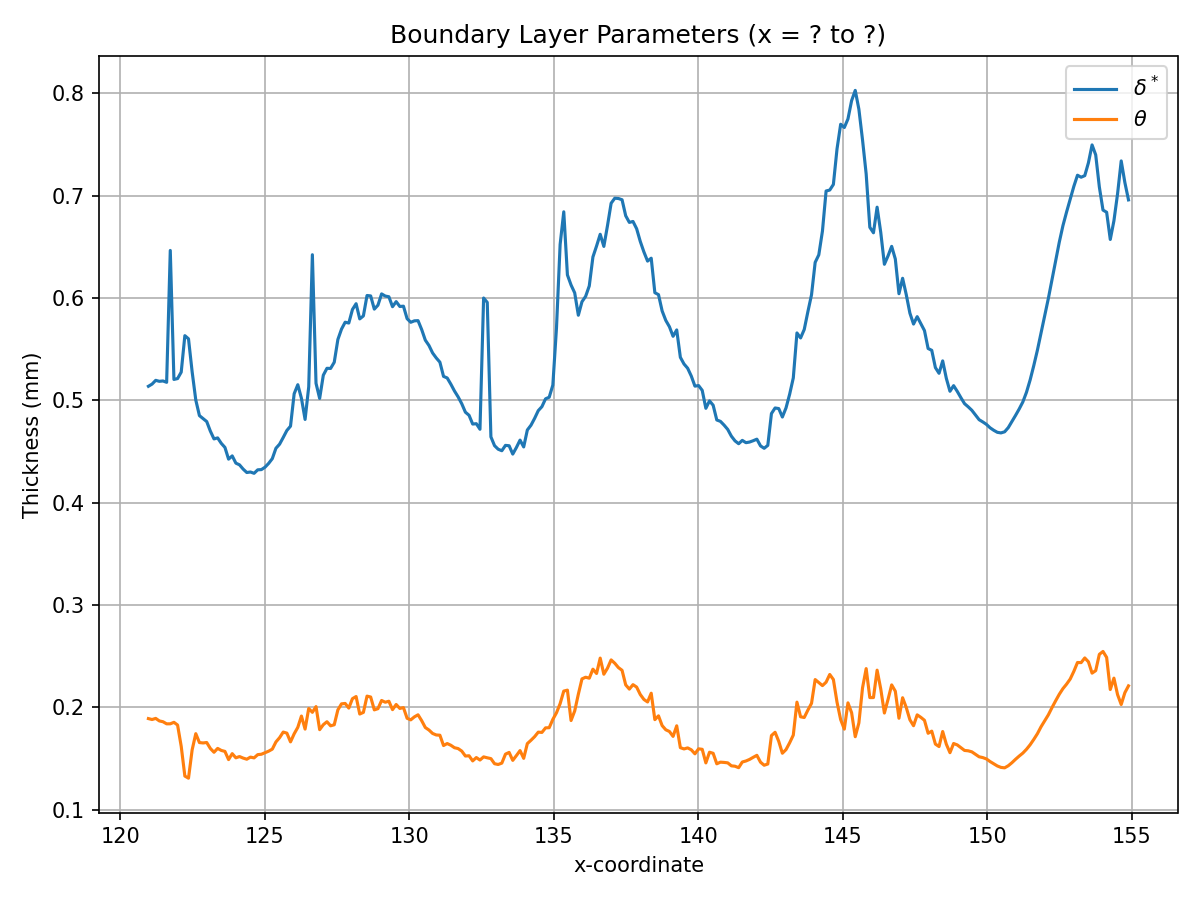 Boundary Layer Parameters (x = ? to ?)
δ*
θ
Thickness (mm)
0.8
0.7
0.6
0.5
0.4
0.3
0.2
0.1
120 125 130 135 140 145 150 155
x-coordinate